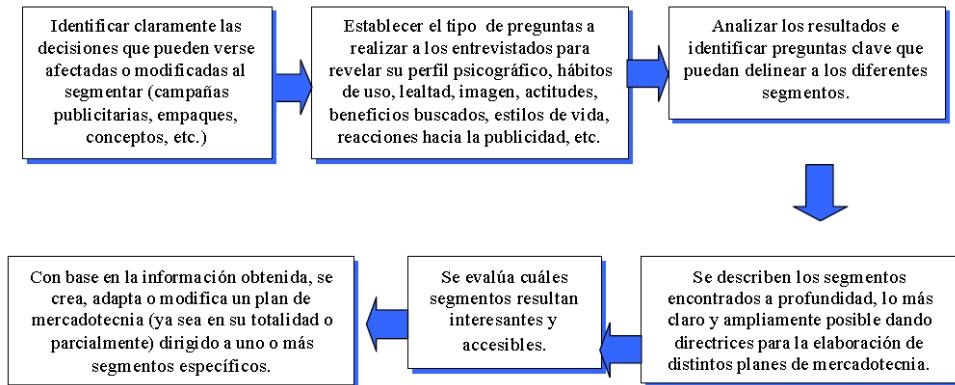 Identificar claramente las
decisiones que pueden verse
afectadas o modificadas al
segmentar (campañas
publicitarias, empaques,
conceptos, etc.)
Establecer el tipo de preguntas a
realizar a los entrevistados para
revelar su perfil psicográfico, hábitos
de uso, lealtad, imagen, actitudes,
beneficios buscados, estilos de vida,
reacciones hacia la publicidad, etc.
Analizar los resultados e
identificar preguntas clave que
puedan delinear a los diferentes
segmentos.
Se describen los segmentos
encontrados a profundidad, lo más
claro y ampliamente posible dando
directrices para la elaboración de
distintos planes de mercadotecnia.
Se evalúa cuáles
segmentos resultan
interesantes y
accesibles.
Con base en la información obtenida, se
crea, adapta o modifica un plan de
mercadotecnia (ya sea en su totalidad o
parcialmente) dirigido a uno o más
segmentos específicos.